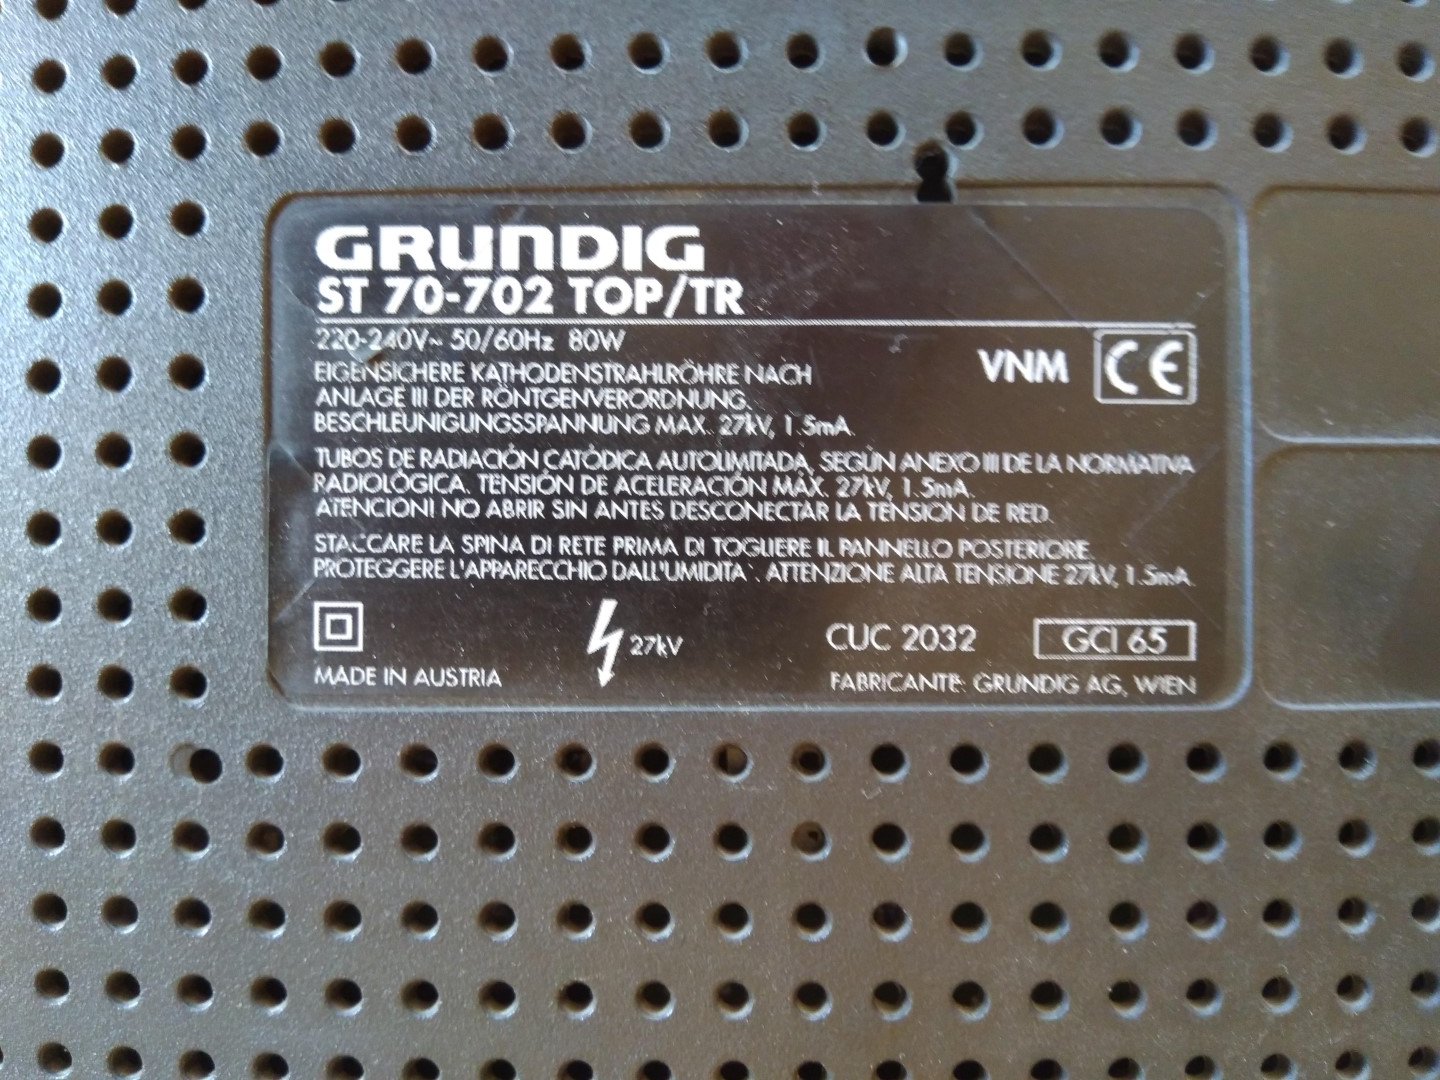 GRUNDIG
ST 70-702 TOP/TR
220-240V~ 50/60Hz 80W
VNM CE
EIGENSICHERE KATHODENSTRAHLRÖHRE NACH
ANLAGE III DER RÖNTGENVERORDNUNG.
BESCHLEUNIGUNGSSPANNUNG MAX. 27kV, 1.5mA.
TUBOS DE RADIACIÓN CATÓDICA AUTOLIMITADA, SEGÚN ANEXO III DE LA NORMATIVA
RADIOLÓGICA. TENSIÓN DE ACELERACIÓN MÁX. 27kV, 1.5mA.
ATENCION! NO ABRIR SIN ANTES DESCONECTAR LA TENSION DE RED.
STACCARE LA SPINA DI RETE PRIMA DI TOGLIERE IL PANNELLO POSTERIORE.
PROTEGGERE L'APPARECCHIO DALL'UMIDITA`. ATTENZIONE ALTA TENSIONE 27kV, 1.5mA.
27kV
CUC 2032
GCI 65
MADE IN AUSTRIA
FABRICANTE: GRUNDIG AG, WIEN